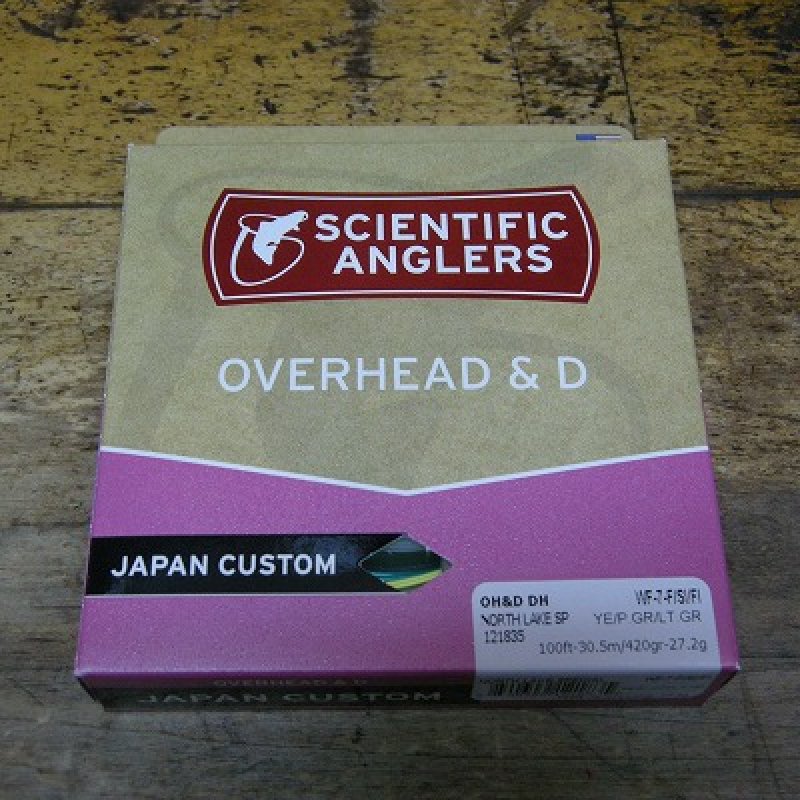 SCIENTIFIC
ANGLERS
OVERHEAD & D
JAPAN CUSTOM
OH&D DH WF-7-F/SI/FI
NORTH LAKE SP YE/P GR/LT GR
121835
100ft-30.5m/420gr-27.2g
OVERHEAD & D
JAPAN CUSTOM